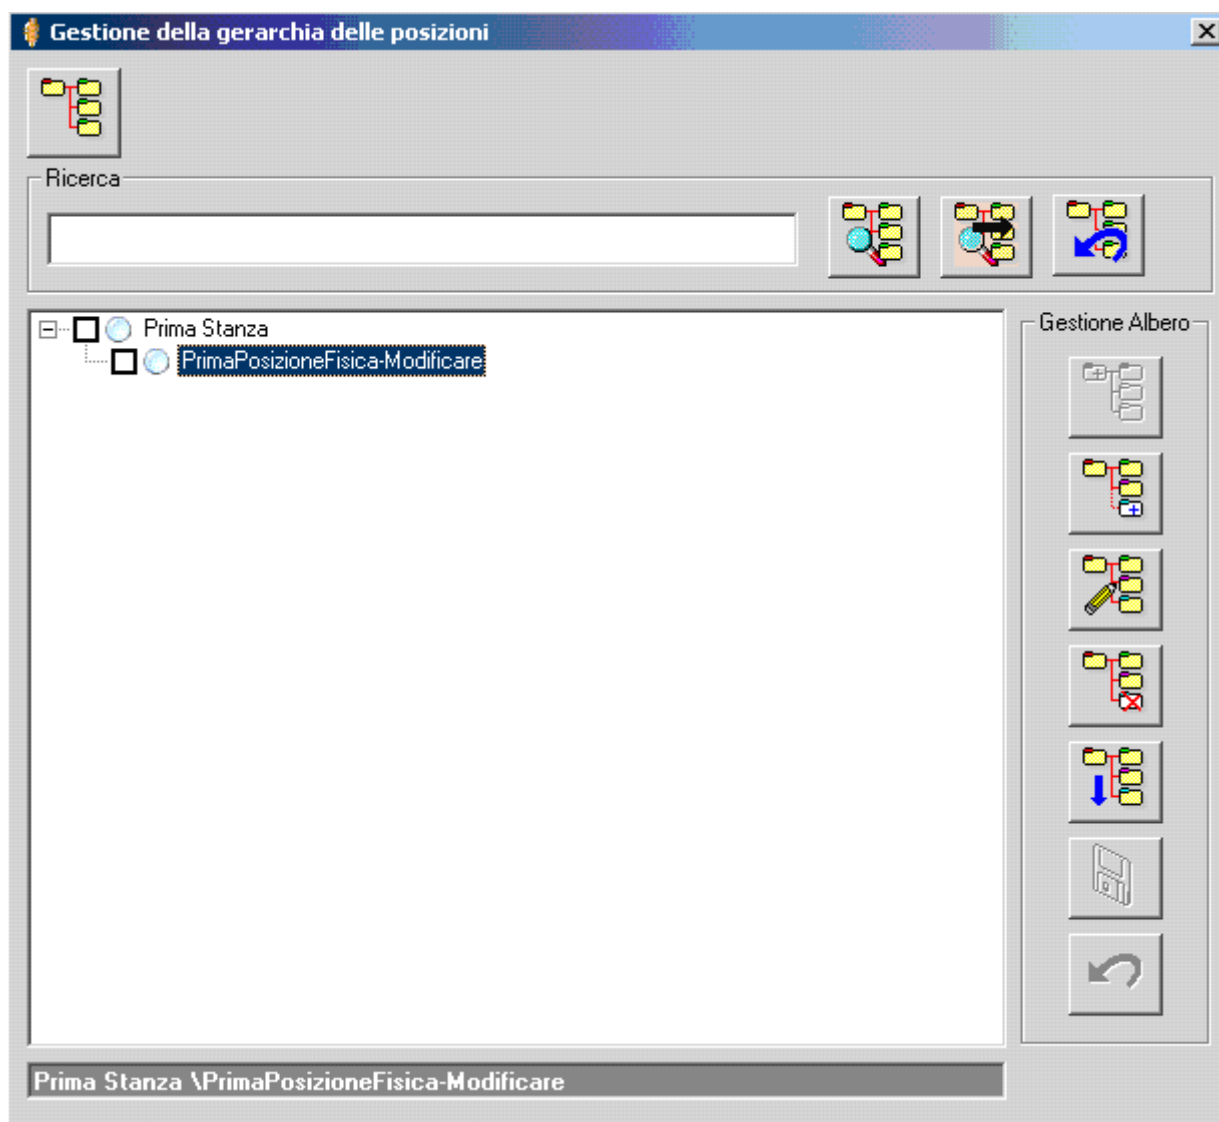 Gestione della gerarchia delle posizioni
Ricerca
Prima Stanza
PrimaPosizioneFisica-Modificare
Gestione Albero
Prima Stanza \PrimaPosizioneFisica-Modificare